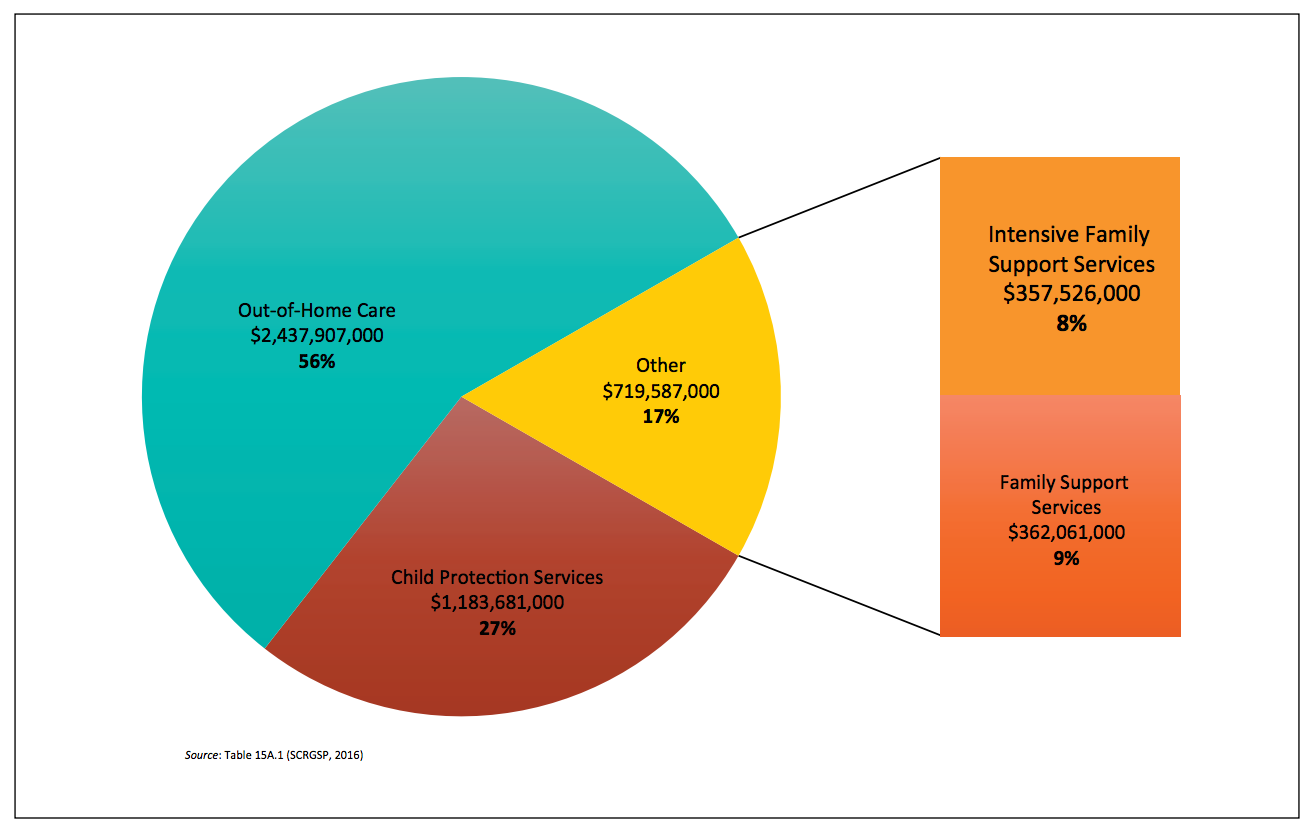 Out-of-Home Care
$2,437,907,000
56%
Other
$719,587,000
17%
Child Protection Services
$1,183,681,000
27%
Intensive Family
Support Services
$357,526,000
8%
Family Support
Services
$362,061,000
9%
Source: Table 15A.1 (SCRGSP, 2016)